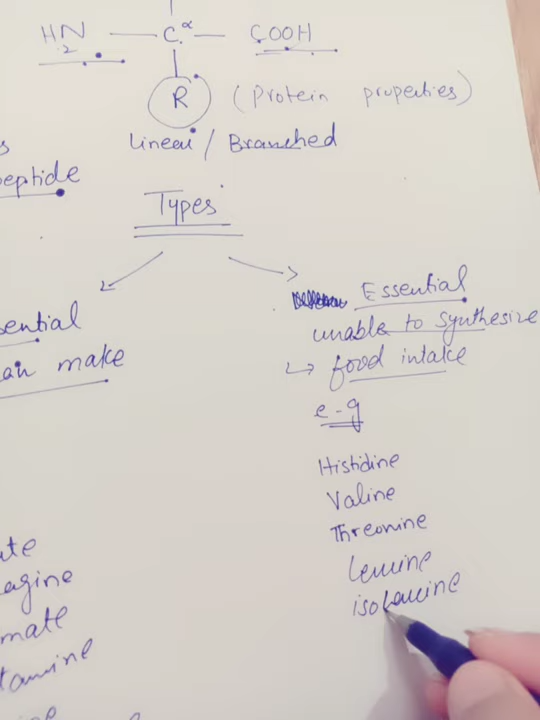 H2N — Cα — COOH
R (Protein properties)
Linear / Branched
eptide
Types
Essential
unable to synthesize
↳ food intake
e-g
Histidine
Valine
Threonine
Leucine
isoleucine
ential
an make
ate
agine
mate
tamine